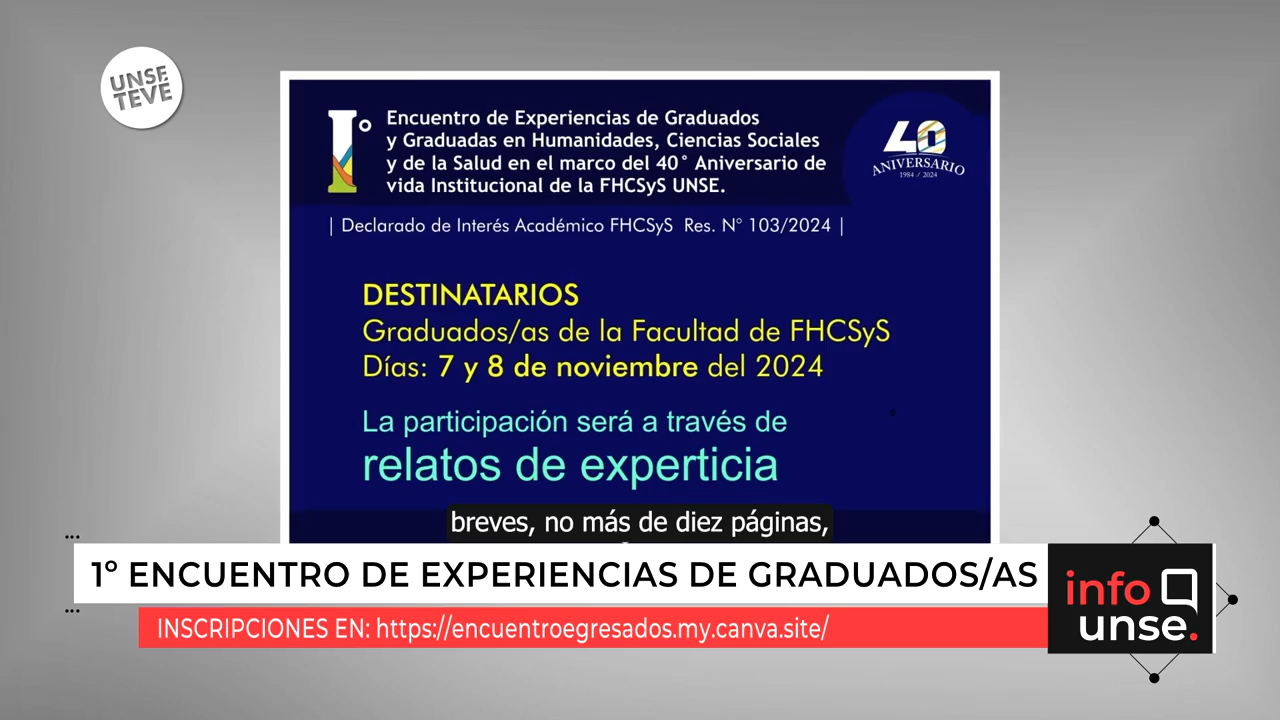 UNSE
TEVÉ
1º
Encuentro de Experiencias de Graduados
y Graduadas en Humanidades, Ciencias Sociales
y de la Salud en el marco del 40° Aniversario de
vida Institucional de la FHCSyS UNSE.
40
ANIVERSARIO
1984 / 2024
| Declarado de Interés Académico FHCSyS Res. N° 103/2024 |
DESTINATARIOS
Graduados/as de la Facultad de FHCSyS
Días: 7 y 8 de noviembre del 2024
La participación será a través de
relatos de experticia
breves, no más de diez páginas,
1º ENCUENTRO DE EXPERIENCIAS DE GRADUADOS/AS
INSCRIPCIONES EN: https://encuentroegresados.my.canva.site/
info
unse.